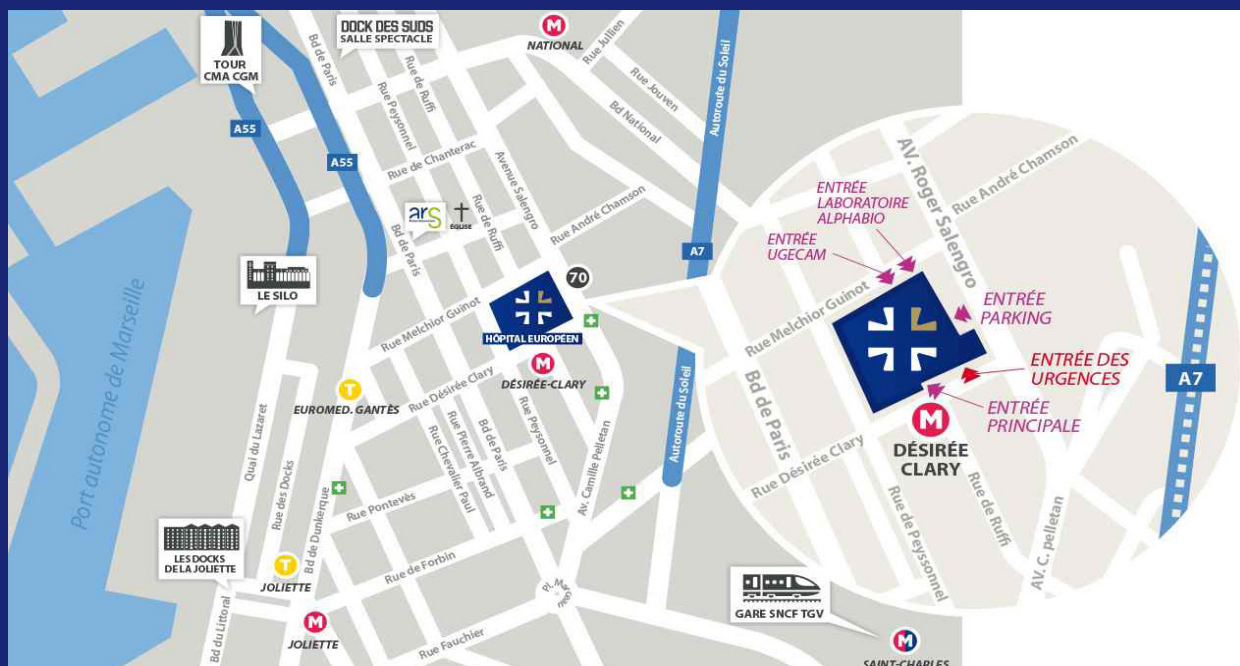 TOUR
CMA CGM
DOCK DES SUDS
SALLE SPECTACLE
M
NATIONAL
Bd de Paris
Rue Peysonnel
Rue de Ruffi
Rue Jullien
Rue Jouven
Bd National
Autoroute du Soleil
A55
A55
Rue de Chanterac
Avenue Salengro
ars
ÉGLISE
Rue de Ruffi
Rue André Chamson
Bd de Paris
A7
LE SILO
70
Rue Melchior Guinot
HÔPITAL EUROPÉEN
M
DÉSIRÉE-CLARY
T
EUROMED. GANTÈS
Rue Désirée Clary
Port autonome de Marseille
Quai du Lazaret
Rue des Docks
Bd de Dunkerque
Rue Chevalier Paul
Rue Pierre Albrand
Bd de Paris
Rue Peysonnel
Av. Camille Pelletan
Autoroute du Soleil
Rue Pontevès
LES DOCKS
DE LA JOLIETTE
T
JOLIETTE
Rue de Forbin
Bd du Littoral
M
JOLIETTE
Rue Fauchier
GARE SNCF TGV
M
SAINT-CHARLES
ENTRÉE
LABORATOIRE
ALPHABIO
ENTRÉE
UGECAM
AV. Roger Salengro
Rue André Chamson
Rue Melchior Guinot
ENTRÉE
PARKING
ENTRÉE DES
URGENCES
A7
ENTRÉE
PRINCIPALE
M
DÉSIRÉE
CLARY
Bd de Paris
Rue Désirée Clary
Rue de Peyssonnel
Rue de Ruffi
AV. C. pelletan